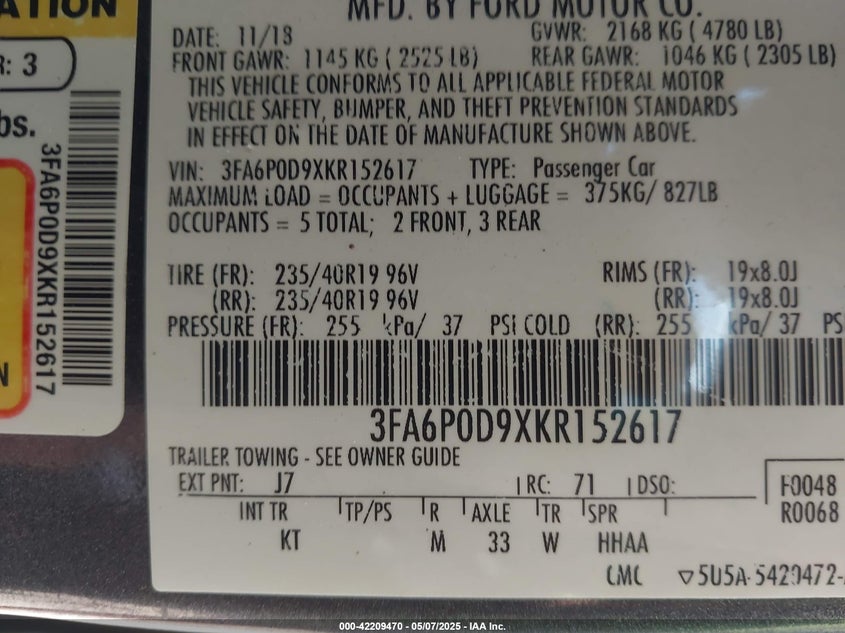 ATION
R: 3
bs.
3FA6P0D9XKR152617
N
MFD. BY FORD MOTOR CO.
DATE: 11/18 GVWR: 2168 KG ( 4780 LB)
FRONT GAWR: 1145 KG ( 2525 LB) REAR GAWR: 1046 KG ( 2305 LB)
THIS VEHICLE CONFORMS TO ALL APPLICABLE FEDERAL MOTOR
VEHICLE SAFETY, BUMPER, AND THEFT PREVENTION STANDARDS
IN EFFECT ON THE DATE OF MANUFACTURE SHOWN ABOVE.
VIN: 3FA6P0D9XKR152617 TYPE: Passenger Car
MAXIMUM LOAD = OCCUPANTS + LUGGAGE = 375KG/ 827LB
OCCUPANTS = 5 TOTAL; 2 FRONT, 3 REAR
TIRE (FR): 235/40R19 96V RIMS (FR): 19x8.0J
(RR): 235/40R19 96V (RR): 19x8.0J
PRESSURE (FR): 255 kPa/ 37 PSI COLD (RR): 255 kPa/ 37 PS
3FA6P0D9XKR152617
TRAILER TOWING - SEE OWNER GUIDE
EXT PNT: J7 RC: 71 DSO: F0048
INT TR TP/PS R AXLE TR SPR R0068
KT M 33 W HHAA
CMC ▽5U5A-5420472-
000-42209470 - 05/07/2025 - IAA Inc.